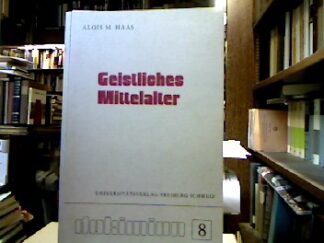 ALOIS M. HAAS
Geistliches
Mittelalter
UNIVERSITÄTSVERLAG FREIBURG SCHWEIZ
8